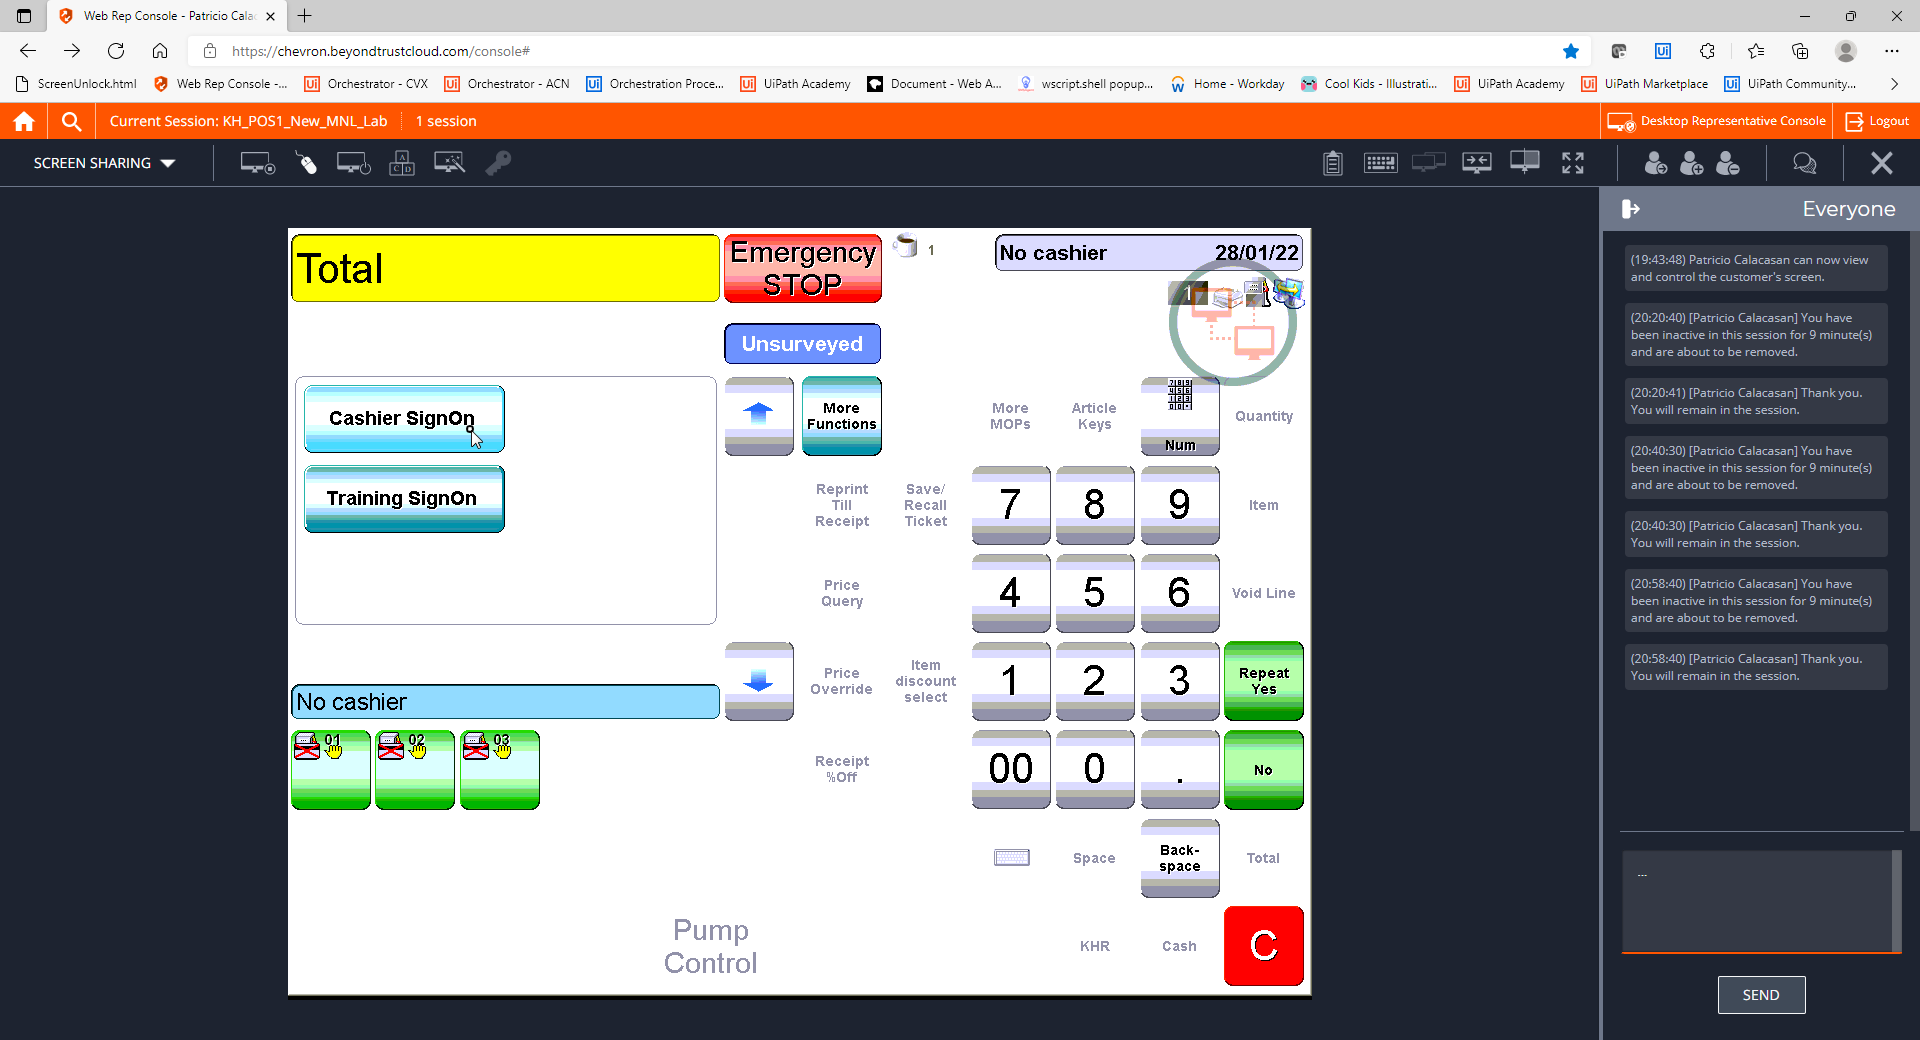 Web Rep Console - Patricio Cala
https://chevron.beyondtrustcloud.com/console#
ScreenUnlock.html
Web Rep Console -...
Orchestrator - CVX
Orchestrator - ACN
Orchestration Proce...
UiPath Academy
Document - Web A...
wscript.shell popup...
Home - Workday
Cool Kids - Illustrati...
UiPath Academy
UiPath Marketplace
UiPath Community...
Current Session: KH_POS1_New_MNL_Lab
1 session
Desktop Representative Console
Logout
SCREEN SHARING
Everyone
Total
Emergency
STOP
1
No cashier
28/01/22
1
Unsurveyed
Cashier SignOn
Training SignOn
More
Functions
More
MOPs
Article
Keys
Num
Quantity
Reprint
Till
Receipt
Save/
Recall
Ticket
7
8
9
Item
Price
Query
4
5
6
Void Line
No cashier
Price
Override
Item
discount
select
1
2
3
Repeat
Yes
01
02
03
Receipt
%Off
00
0
.
No
Space
Back-
space
Total
Pump
Control
KHR
Cash
C
(19:43:48) Patricio Calacasan can now view
and control the customer's screen.
(20:20:40) [Patricio Calacasan] You have
been inactive in this session for 9 minute(s)
and are about to be removed.
(20:20:41) [Patricio Calacasan] Thank you.
You will remain in the session.
(20:40:30) [Patricio Calacasan] You have
been inactive in this session for 9 minute(s)
and are about to be removed.
(20:40:30) [Patricio Calacasan] Thank you.
You will remain in the session.
(20:58:40) [Patricio Calacasan] You have
been inactive in this session for 9 minute(s)
and are about to be removed.
(20:58:40) [Patricio Calacasan] Thank you.
You will remain in the session.
...
SEND